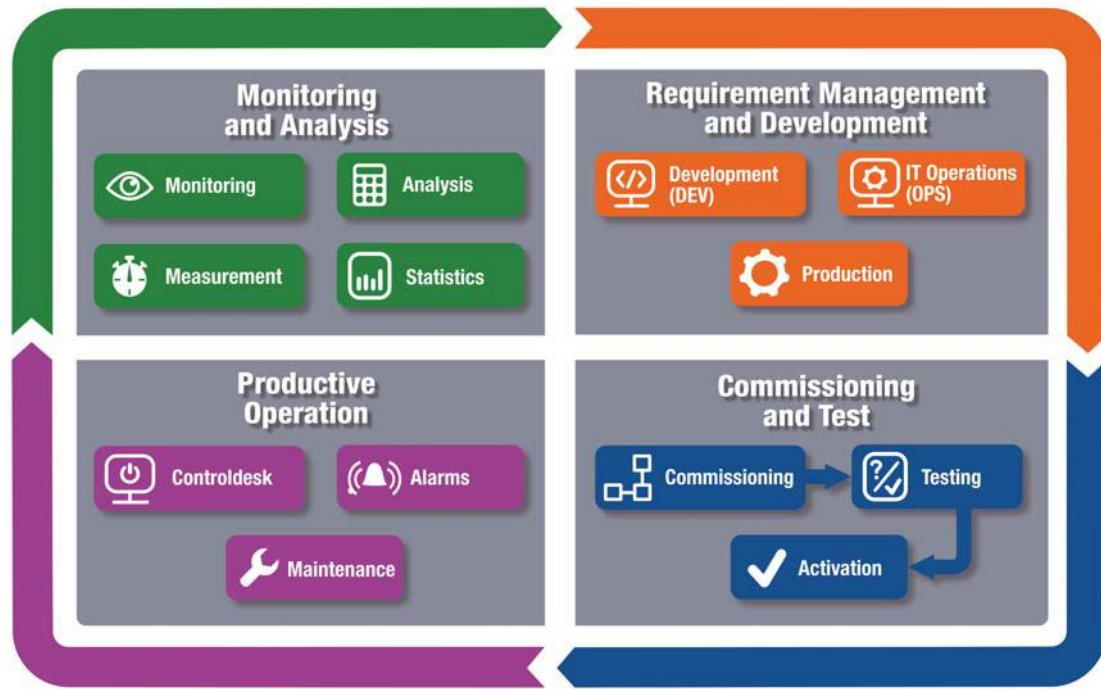 Monitoring
and Analysis
Monitoring
Analysis
Measurement
Statistics
Requirement Management
and Development
Development
(DEV)
IT Operations
(OPS)
Production
Productive
Operation
Controldesk
Alarms
Maintenance
Commissioning
and Test
Commissioning
Testing
Activation